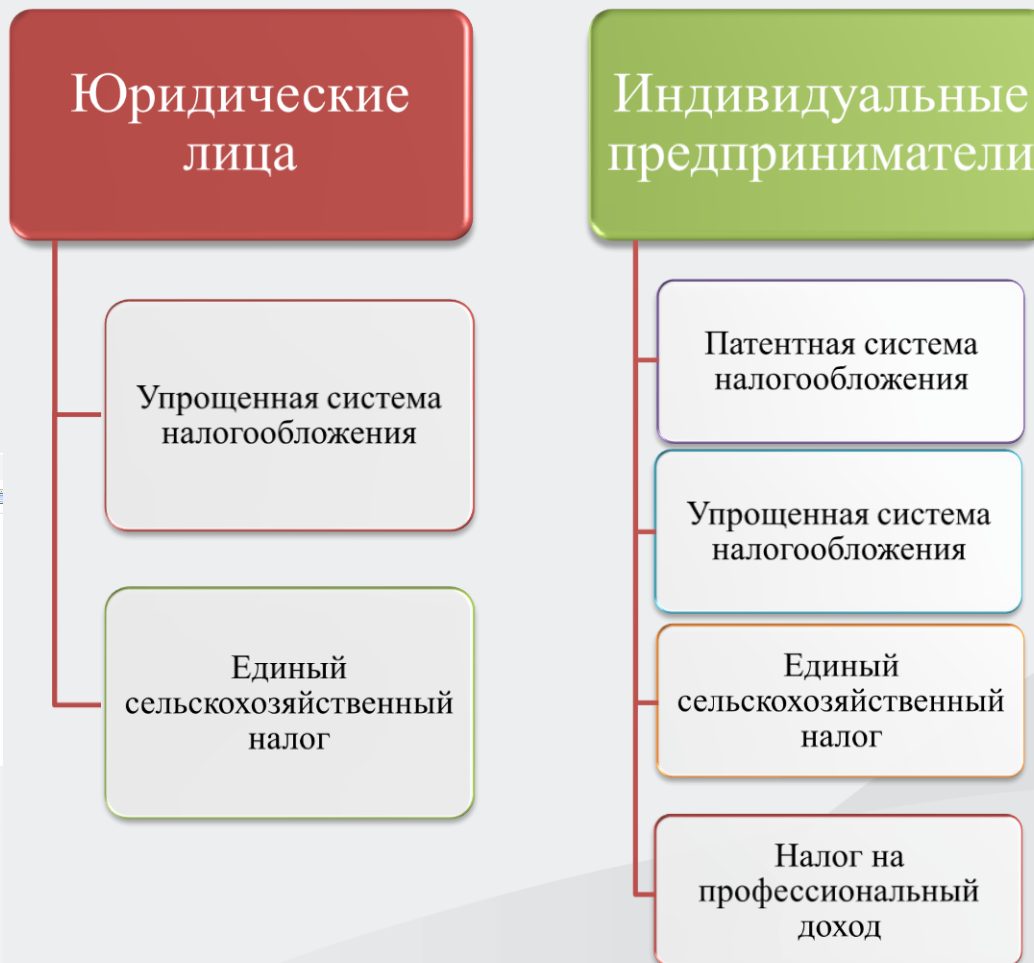 Юридические
лица
Упрощенная система
налогообложения
Единый
сельскохозяйственный
налог
Индивидуальные
предприниматели
Патентная система
налогообложения
Упрощенная система
налогообложения
Единый
сельскохозяйственный
налог
Налог на
профессиональный
доход